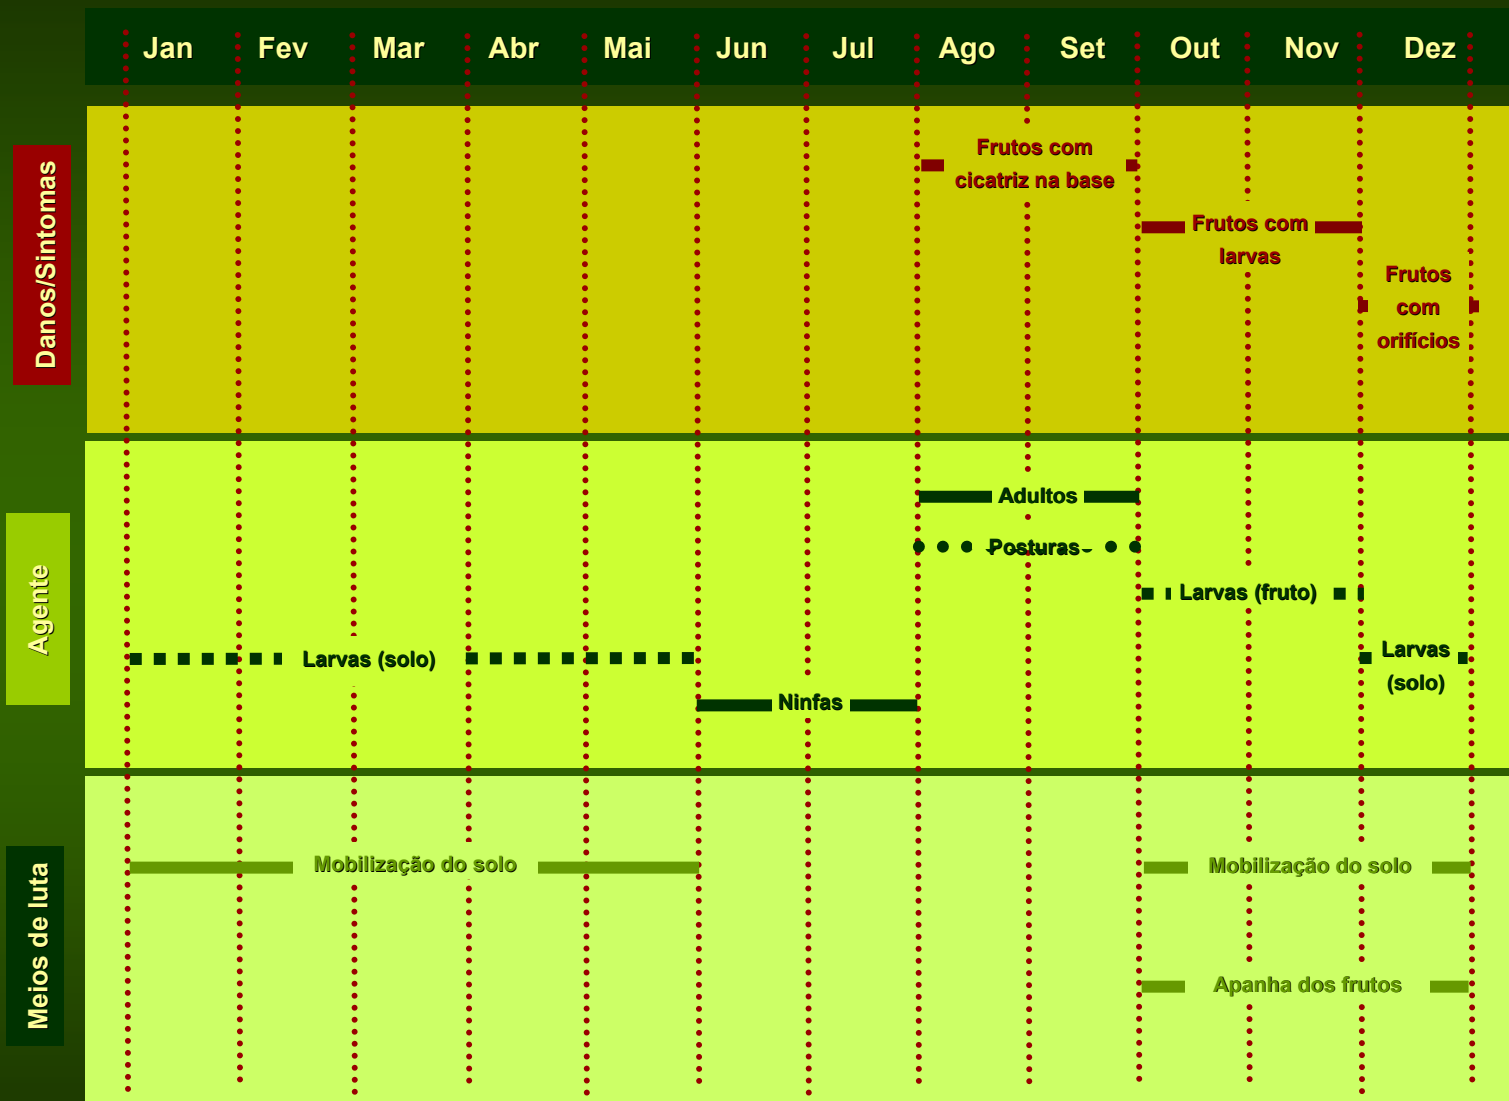 Jan Fev Mar Abr Mai Jun Jul Ago Set Out Nov Dez
Danos/Sintomas
Frutos com
cicatriz na base
Frutos com
larvas
Frutos
com
orifícios
Agente
Adultos
Posturas
Larvas (fruto)
Larvas (solo)
Larvas
(solo)
Ninfas
Meios de luta
Mobilização do solo
Mobilização do solo
Apanha dos frutos